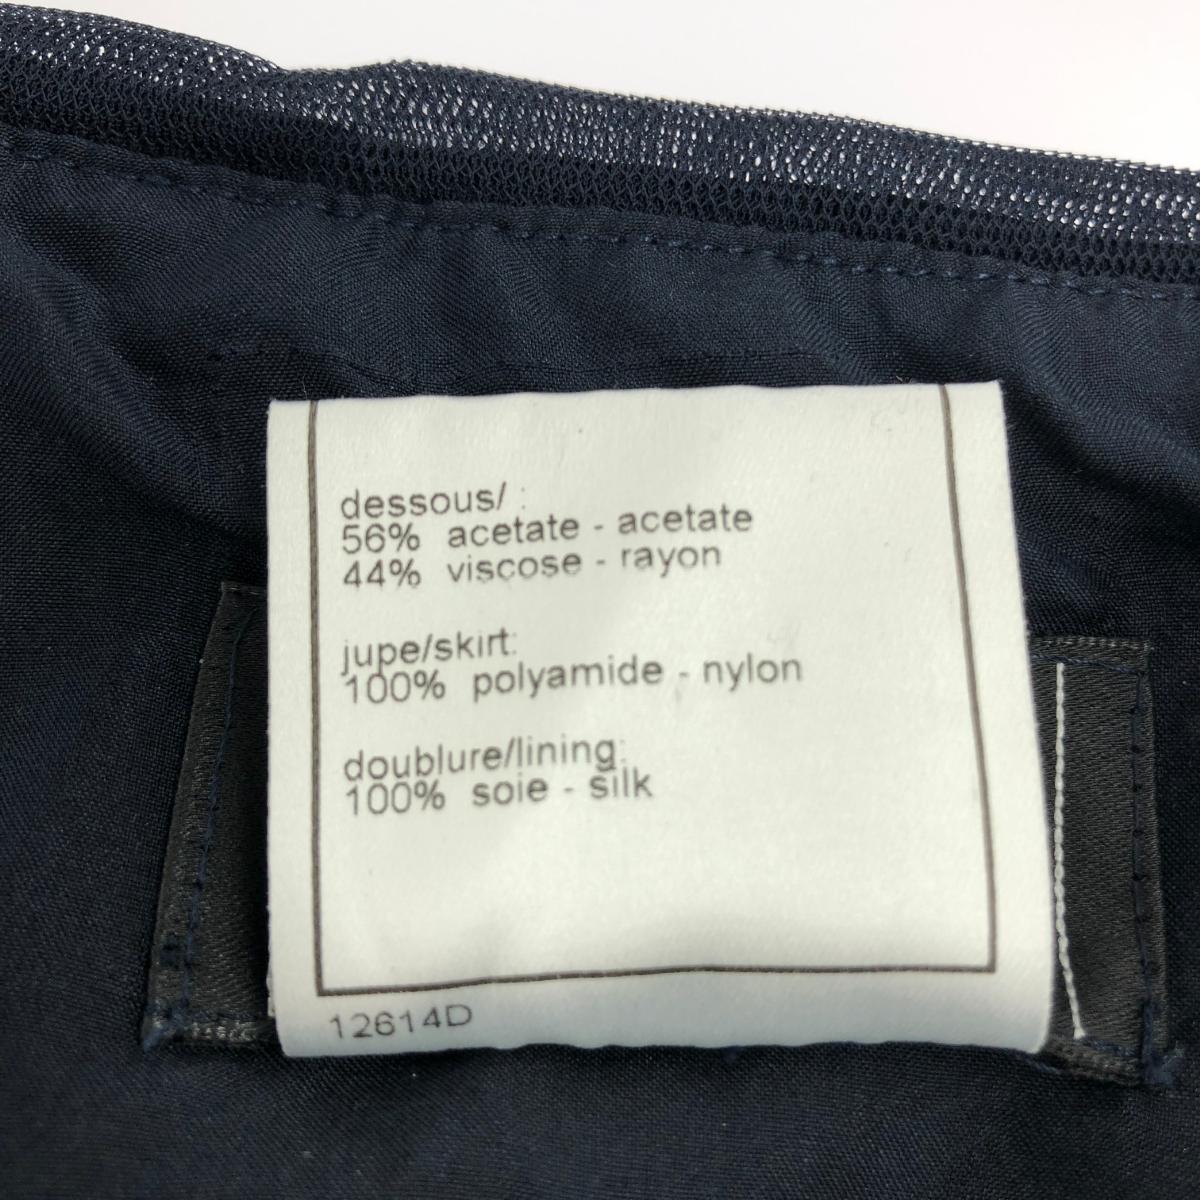 dessous/ :
56% acetate - acetate
44% viscose - rayon
jupe/skirt:
100% polyamide - nylon
doublure/lining:
100% soie - silk
12614D